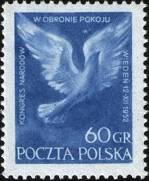 W OBRONIE POKOJU
KONGRES NARODÓW
WIEDEŃ 12·XII 1952
60 GR
POCZTA POLSKA